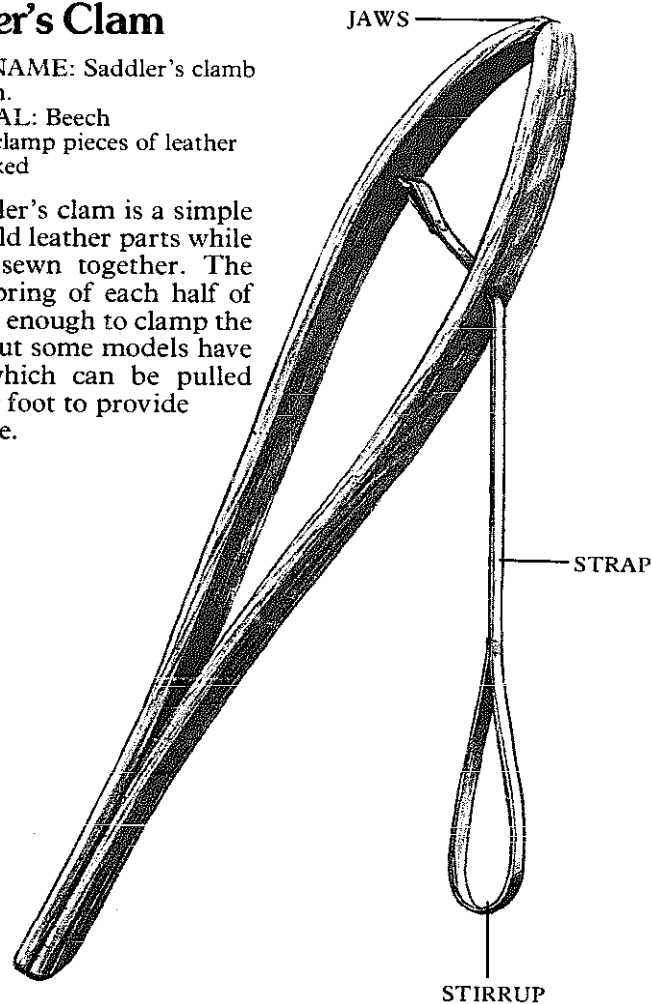 er's Clam
JAWS
NAME: Saddler's clamb
n.
AL: Beech
clamp pieces of leather
ked
ler's clam is a simple
ld leather parts while
sewn together. The
pring of each half of
enough to clamp the
ut some models have
which can be pulled
foot to provide
e.
STRAP
STIRRUP